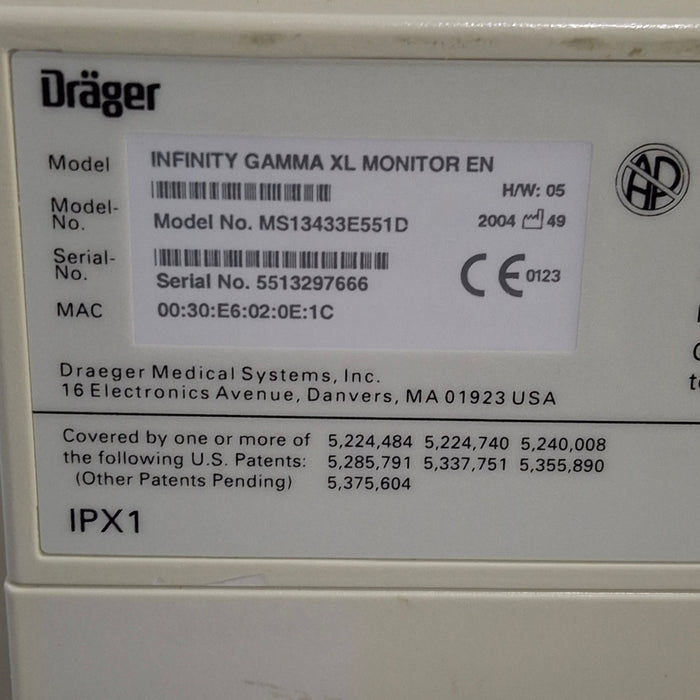 Dräger
Model INFINITY GAMMA XL MONITOR EN
H/W: 05
Model-No. Model No. MS13433E551D
2004 49
Serial-No. Serial No. 5513297666
CE 0123
MAC 00:30:E6:02:0E:1C
Draeger Medical Systems, Inc.
16 Electronics Avenue, Danvers, MA 01923 USA
Covered by one or more of 5,224,484 5,224,740 5,240,008
the following U.S. Patents: 5,285,791 5,337,751 5,355,890
(Other Patents Pending) 5,375,604
IPX1